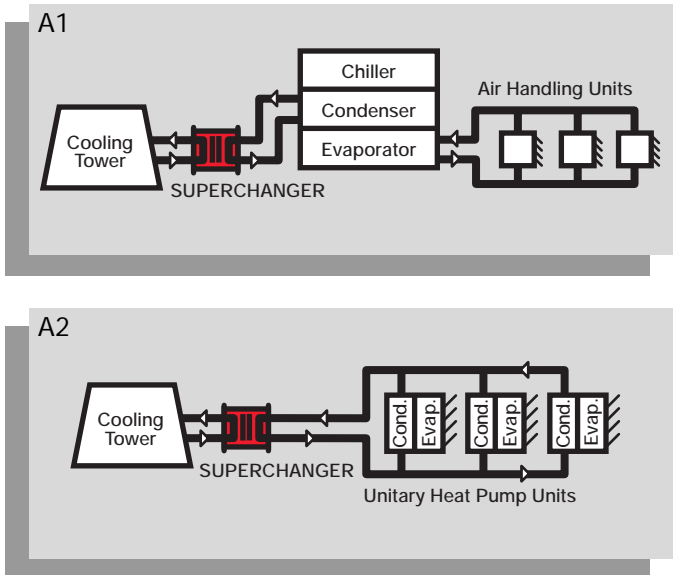 A1
Chiller
Air Handling Units
Condenser
Cooling
Tower
Evaporator
SUPERCHANGER
A2
Cooling
Tower
Cond.
Evap.
Cond.
Evap.
Cond.
Evap.
SUPERCHANGER
Unitary Heat Pump Units